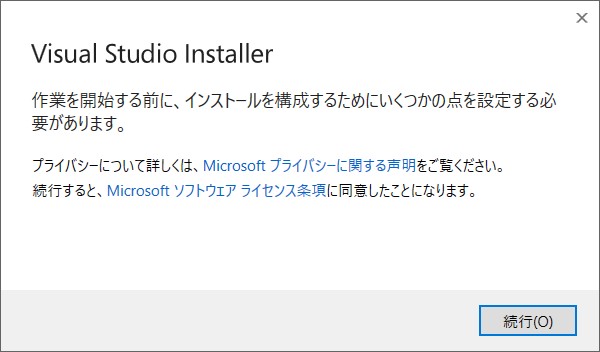 Visual Studio Installer
作業を開始する前に、インストールを構成するためにいくつかの点を設定する必
要があります。
プライバシーについて詳しくは、Microsoft プライバシーに関する声明をご覧ください。
続行すると、Microsoft ソフトウェア ライセンス条項に同意したことになります。
続行(O)